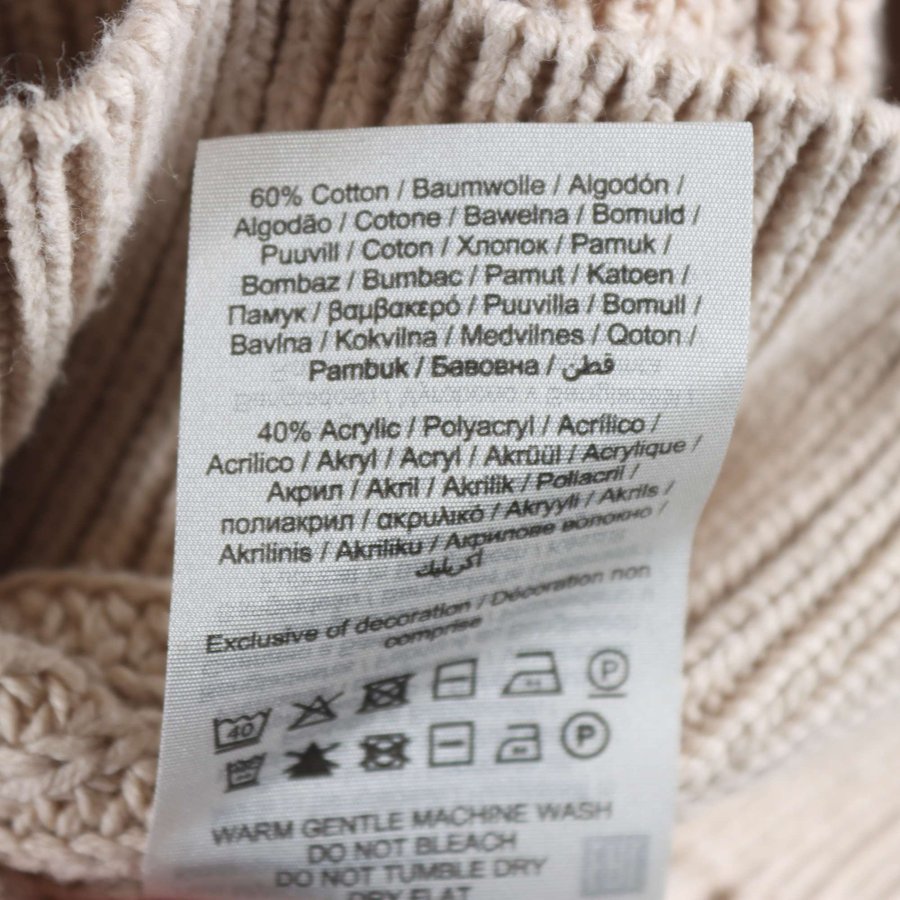 60% Cotton / Baumwolle / Algodón /
Algodão / Cotone / Bawełna / Bomuld /
Puuvill / Coton / Хлопок / Pamuk /
Bombaz / Bumbac / Pamut / Katoen /
Памук / βαμβακερό / Puuvilla / Bomull /
Bavlna / Kokvilna / Medvilnes / Qoton /
Pambuk / Бавовна / قطن
40% Acrylic / Polyacryl / Acrílico /
Acrilico / Akryl / Acryl / Akrüül / Acrylique /
Акрил / Akril / Akrilik / Poliacril /
полиакрил / ακρυλικό / Akryyli / Akrils /
Akrilinis / Akriliku / Акрилове волокно /
أكريليك
Exclusive of decoration / Décoration non
comprise
40 P
P
WARM GENTLE MACHINE WASH
DO NOT BLEACH
DO NOT TUMBLE DRY
DRY FLAT